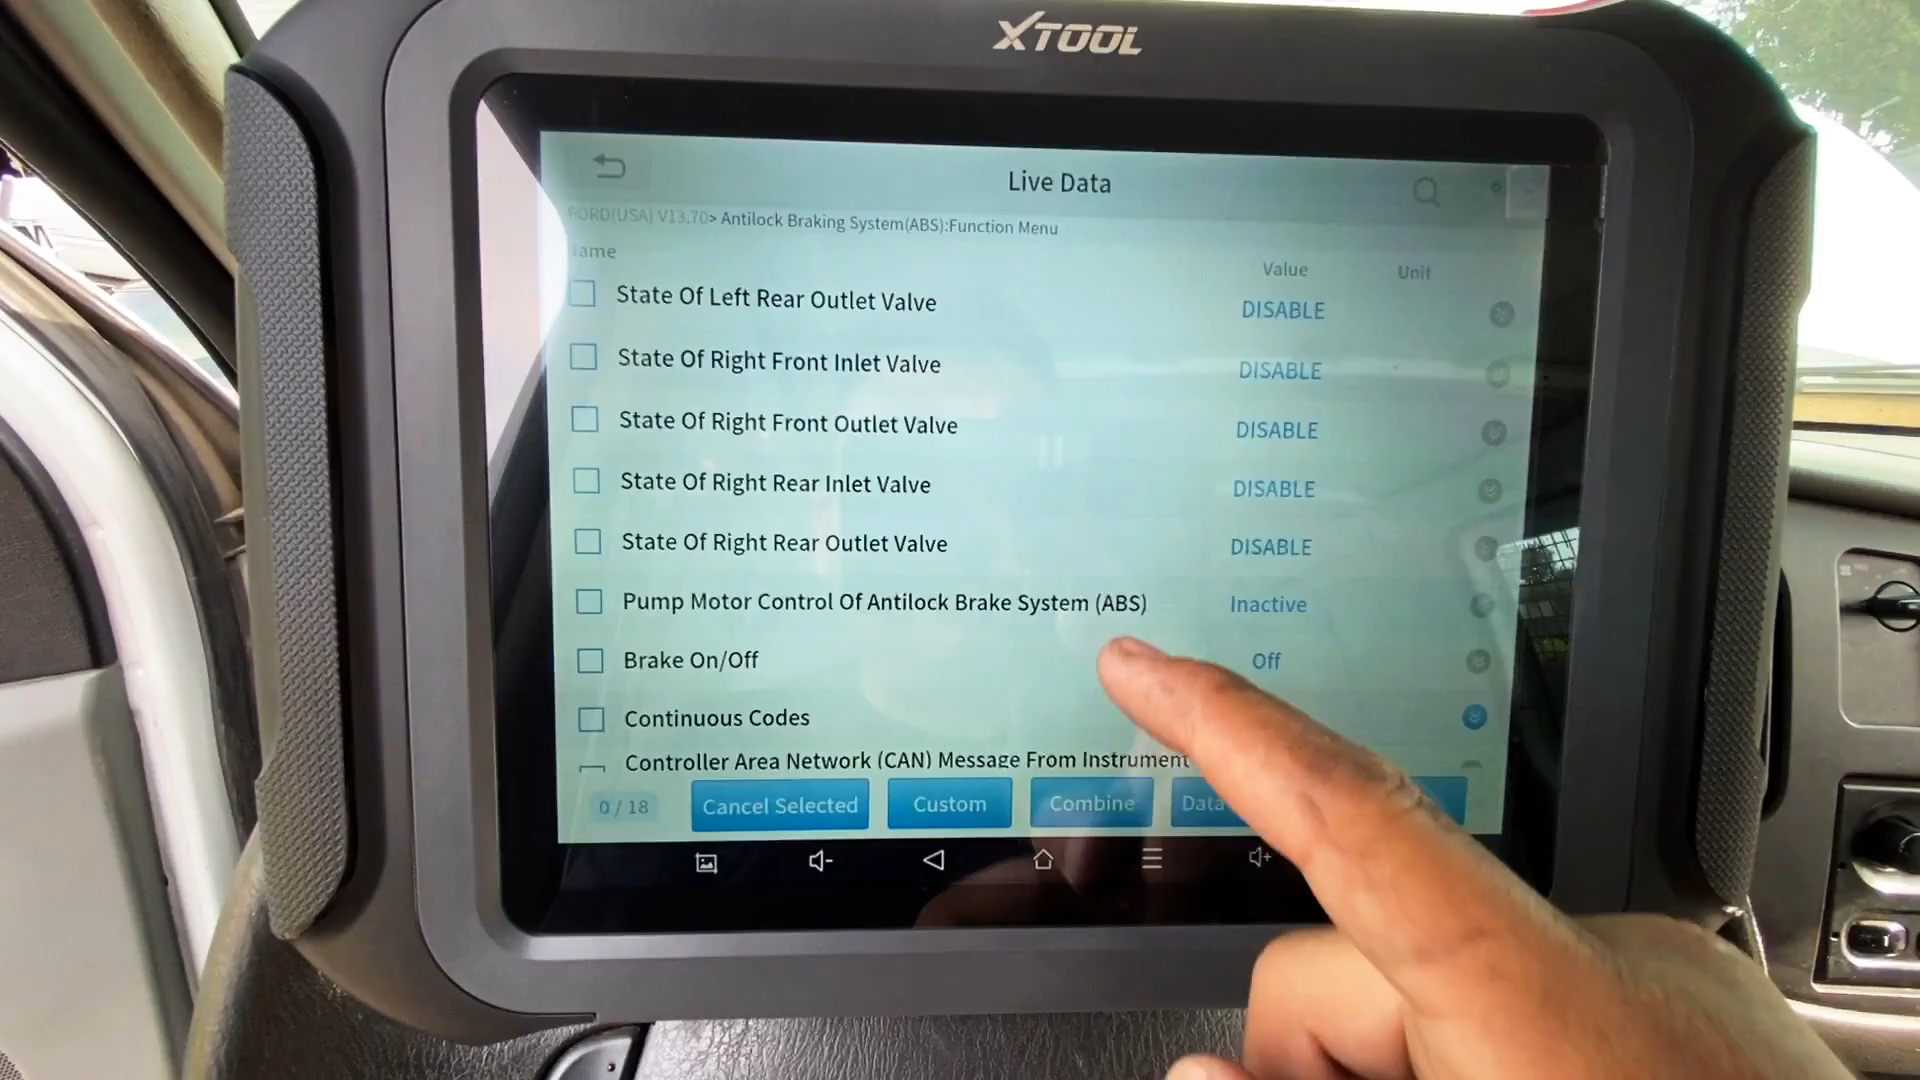 XTOOL
Live Data
FORD(USA) V13.70> Antilock Braking System(ABS):Function Menu
Name Value Unit
State Of Left Rear Outlet Valve DISABLE
State Of Right Front Inlet Valve DISABLE
State Of Right Front Outlet Valve DISABLE
State Of Right Rear Inlet Valve DISABLE
State Of Right Rear Outlet Valve DISABLE
Pump Motor Control Of Antilock Brake System (ABS) Inactive
Brake On/Off Off
Continuous Codes
Controller Area Network (CAN) Message From Instrument
0 / 18 Cancel Selected Custom Combine Data